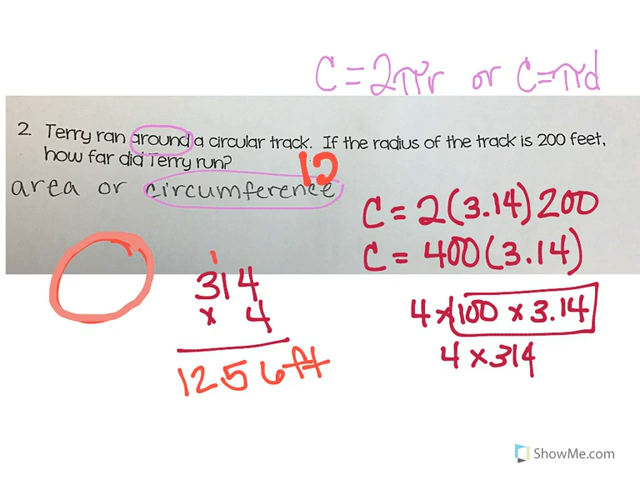 C = 2πr or C = πd
2. Terry ran around a circular track. If the radius of the track is 200 feet,
how far did Terry run?
12
area or circumference
C = 2(3.14)200
C = 400(3.14)
1
314
x 4
1256ft
4 x 100 x 3.14
4 x 314
ShowMe.com